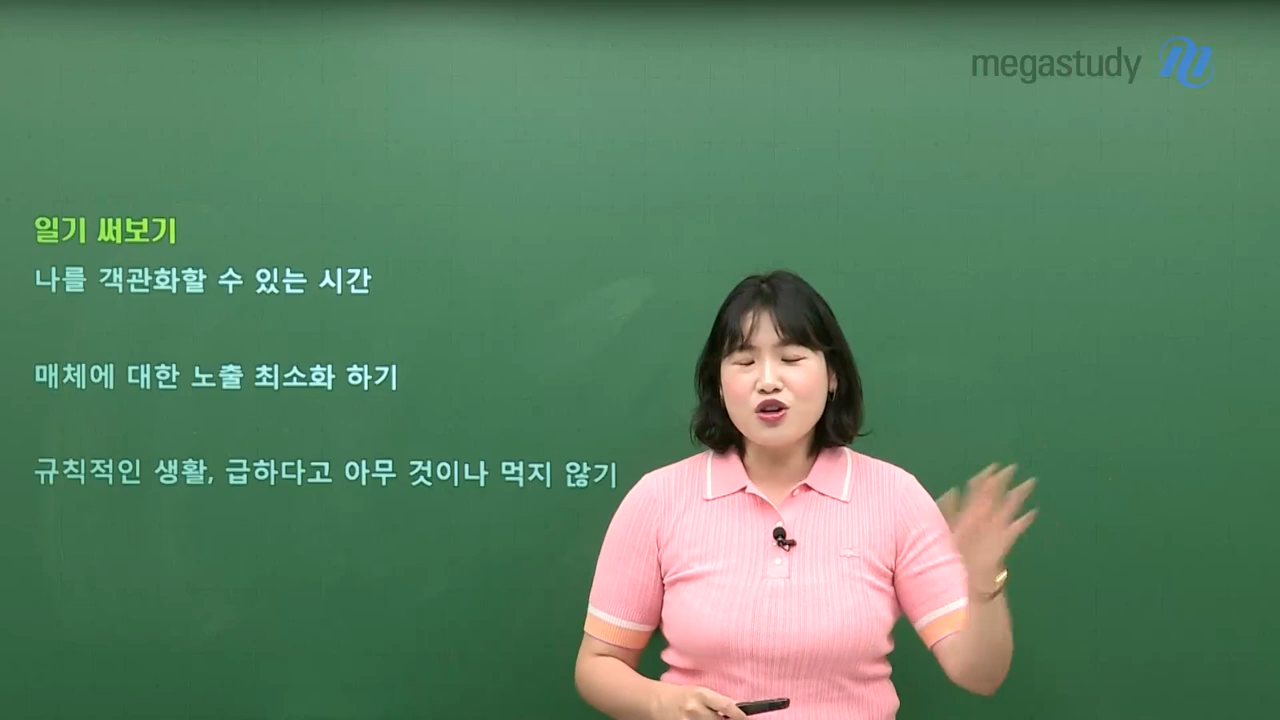 megastudy
일기 써보기
나를 객관화할 수 있는 시간
매체에 대한 노출 최소화 하기
규칙적인 생활, 급하다고 아무 것이나 먹지 않기